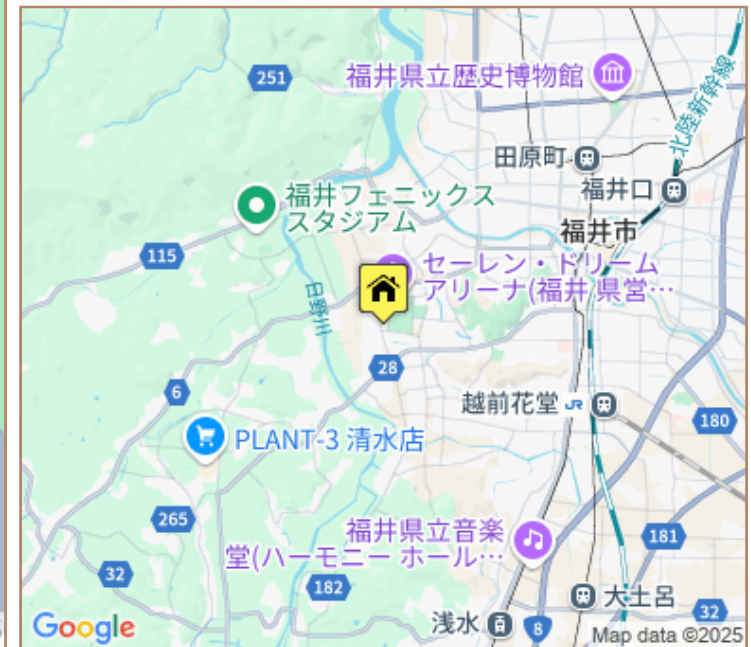 251
福井県立歴史博物館
北陸新幹線
田原町
福井口
福井フェニックス
スタジアム
福井市
115
セーレン・ドリーム
アリーナ(福井 県営…
日野川
28
6
越前花堂 JR
180
PLANT-3 清水店
265
福井県立音楽
堂(ハーモニー ホール…
181
32
182
大土呂
32
浅水
8
Google
Map data ©2025